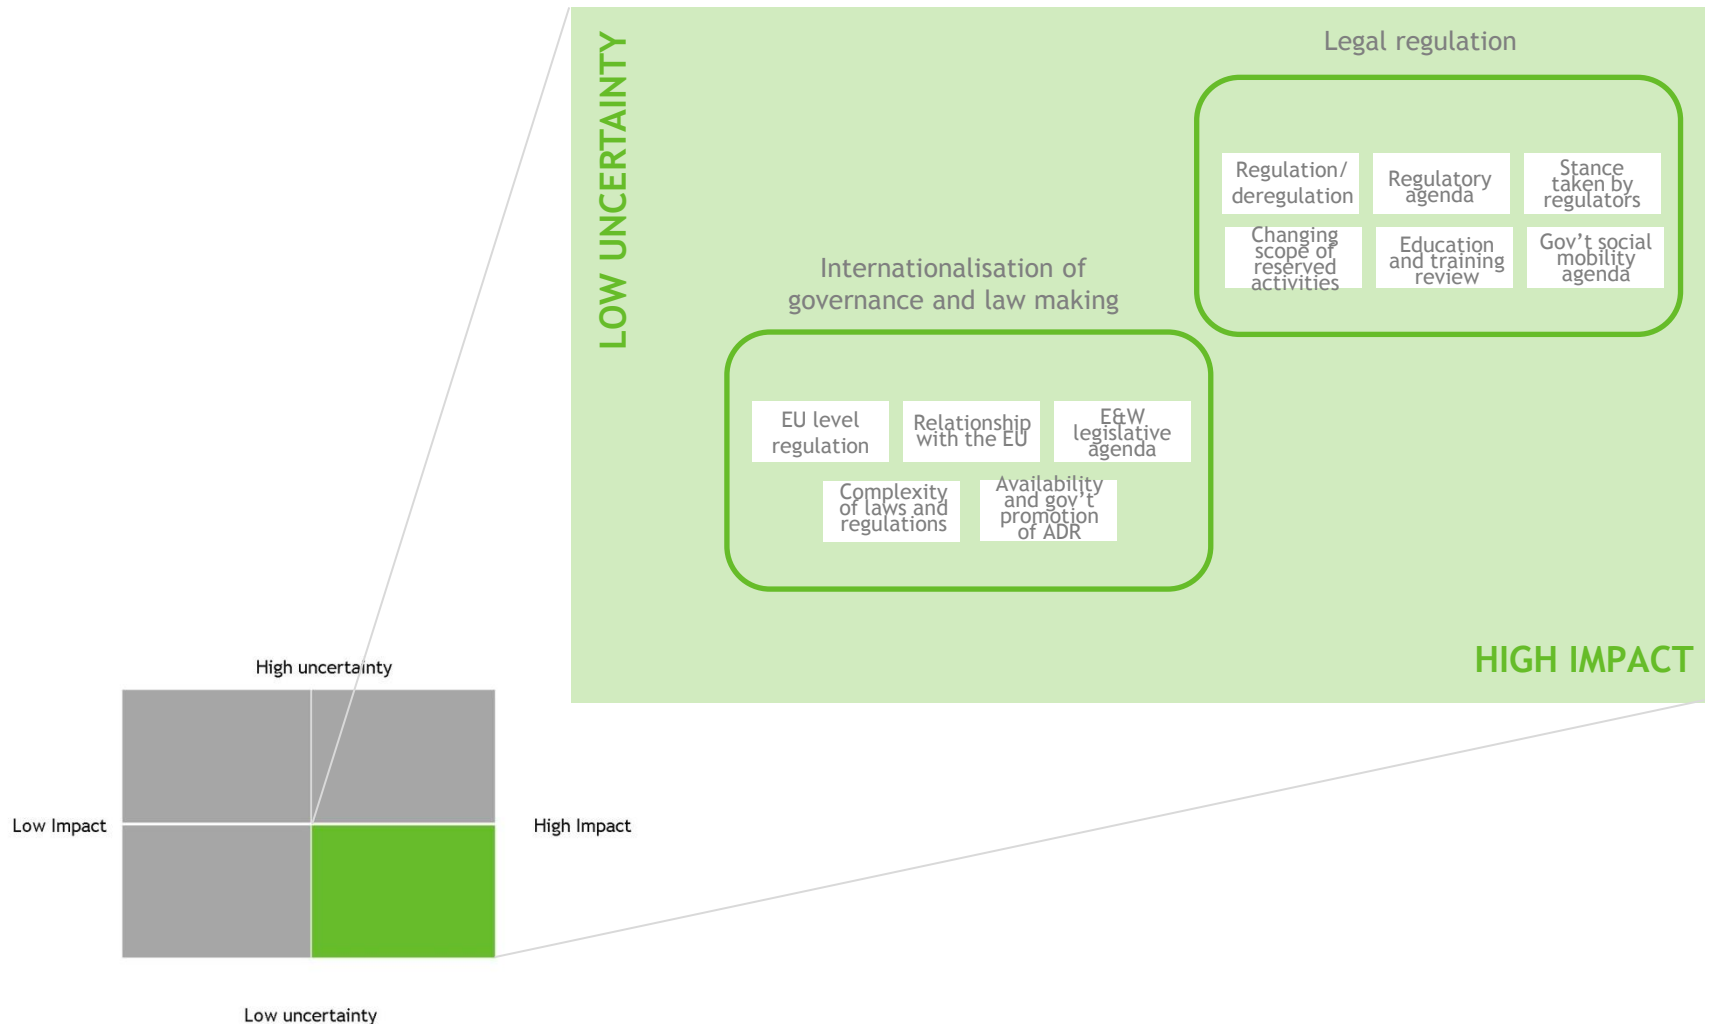 LOW UNCERTAINTY
Legal regulation
Regulation/
deregulation
Regulatory
agenda
Stance
taken by
regulators
Changing
scope of
reserved
activities
Education
and training
review
Gov’t social
mobility
agenda
Internationalisation of
governance and law making
EU level
regulation
Relationship
with the EU
E&W
legislative
agenda
Complexity
of laws and
regulations
Availability
and gov’t
promotion
of ADR
HIGH IMPACT
High uncertainty
Low Impact
High Impact
Low uncertainty